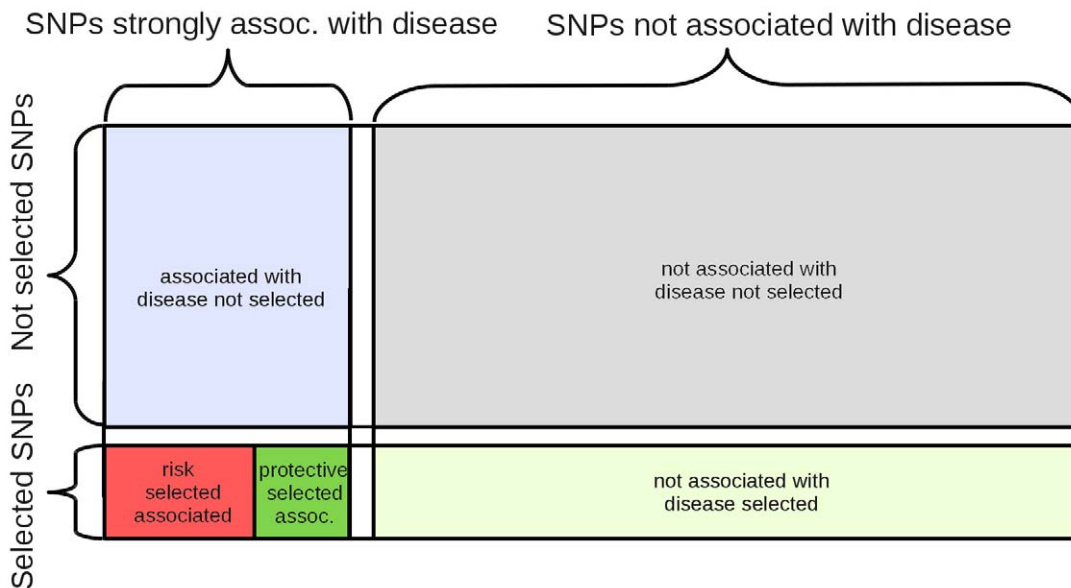 SNPs strongly assoc. with disease
SNPs not associated with disease
Not selected SNPs
associated with
disease not selected
not associated with
disease not selected
Selected SNPs
risk
selected
associated
protective
selected
assoc.
not associated with
disease selected